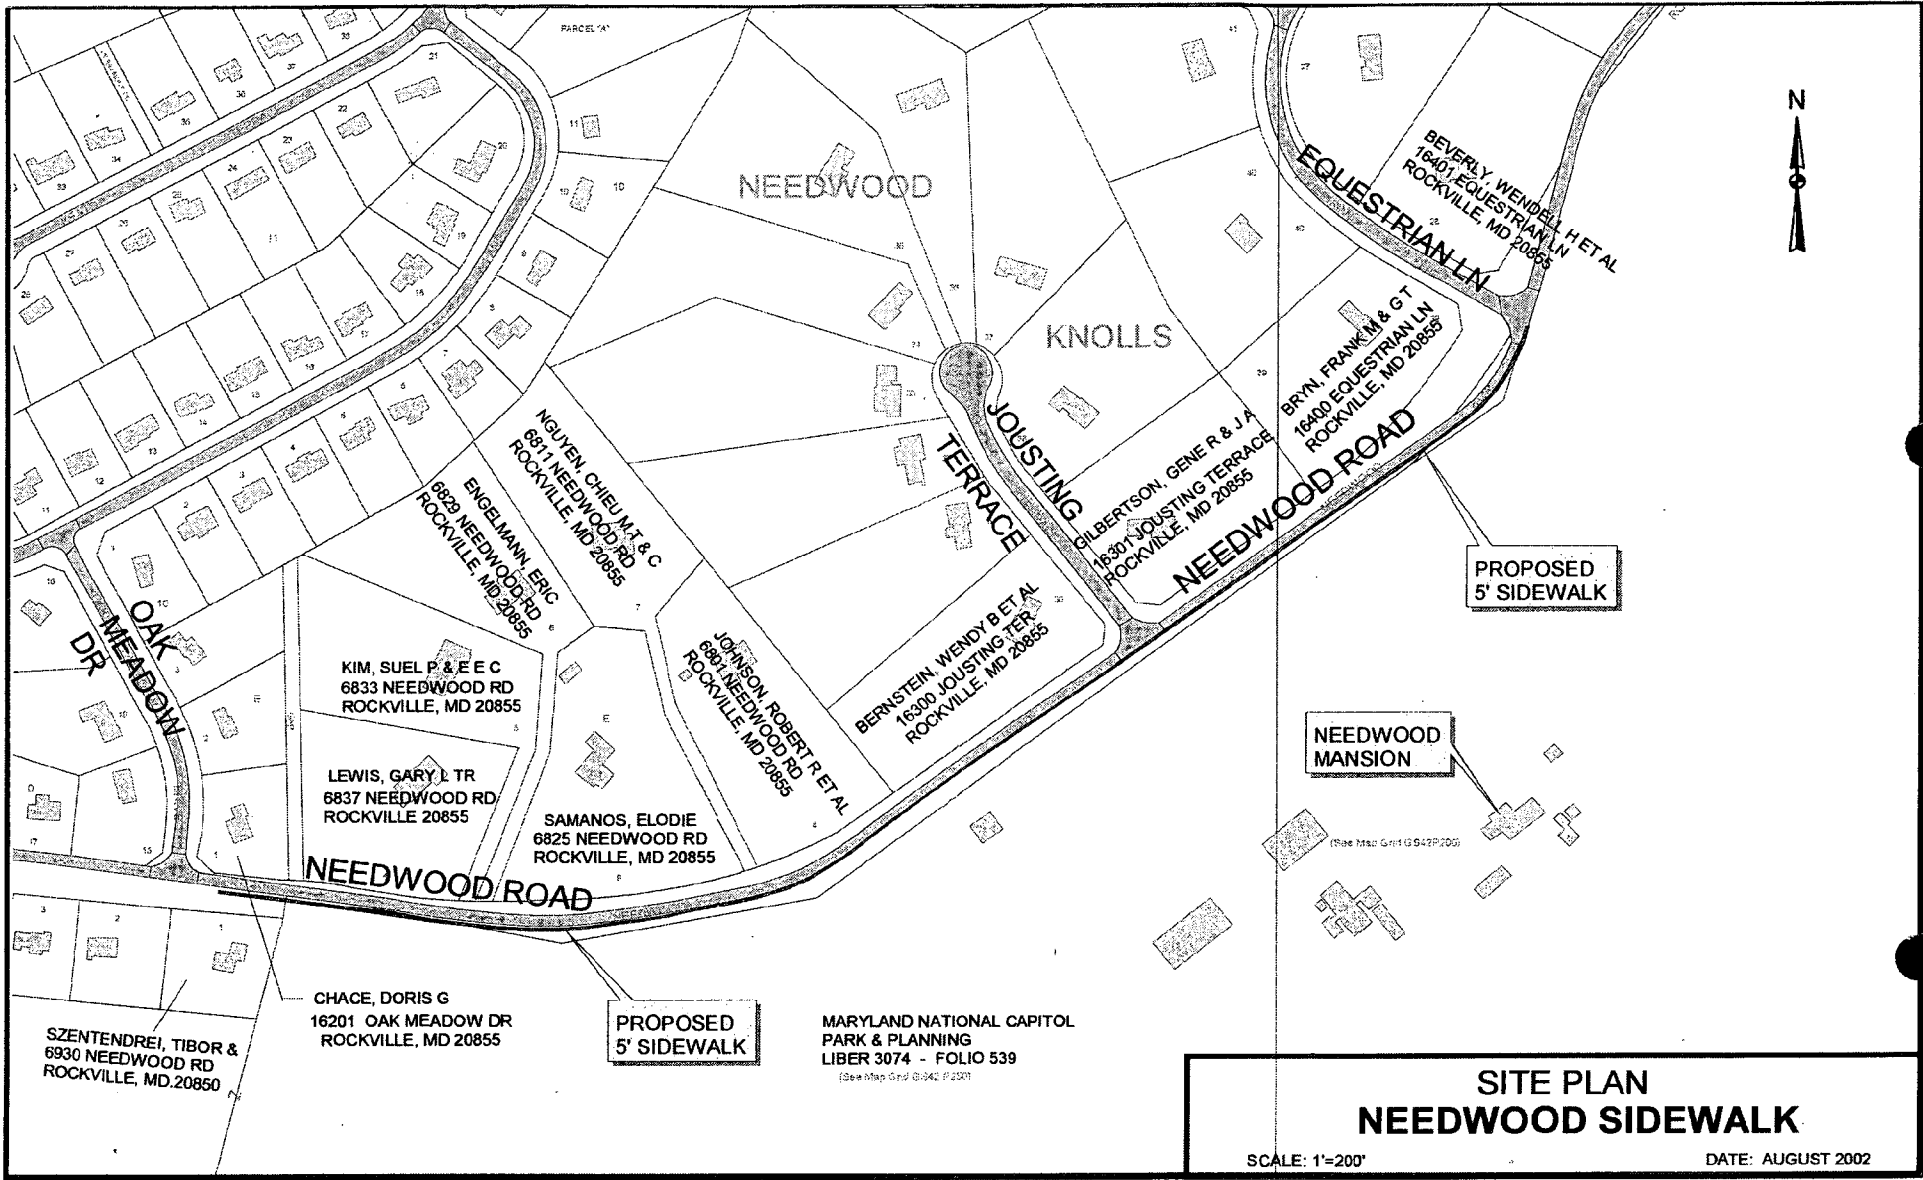 PARCEL "A"
N
NEEDWOOD
KNOLLS
EQUESTRIAN LN
BEVERLY, WENDELL H ET AL
16401 EQUESTRIAN LN
ROCKVILLE, MD 20855
BRYN, FRANK M & G T
16400 EQUESTRIAN LN
ROCKVILLE, MD 20855
GILBERTSON, GENE R & J A
16301 JOUSTING TERRACE
ROCKVILLE, MD 20855
JOUSTING
TERRACE
NEEDWOOD ROAD
NGUYEN, CHIEU M.T & C
6811 NEEDWOOD RD
ROCKVILLE, MD 20855
ENGELMANN, ERIC
6829 NEEDWOOD RD
ROCKVILLE, MD 20855
PROPOSED
5' SIDEWALK
OAK
MEADOW
DR
KIM, SUEL P & E E C
6833 NEEDWOOD RD
ROCKVILLE, MD 20855
JOHNSON, ROBERT R ET AL
6801 NEEDWOOD RD
ROCKVILLE, MD 20855
BERNSTEIN, WENDY B ET AL
16300 JOUSTING TER
ROCKVILLE, MD 20855
NEEDWOOD
MANSION
LEWIS, GARY L TR
6837 NEEDWOOD RD
ROCKVILLE 20855
SAMANOS, ELODIE
6825 NEEDWOOD RD
ROCKVILLE, MD 20855
NEEDWOOD ROAD
CHACE, DORIS G
16201 OAK MEADOW DR
ROCKVILLE, MD 20855
SZENTENDREI, TIBOR &
6930 NEEDWOOD RD
ROCKVILLE, MD.20850
PROPOSED
5' SIDEWALK
MARYLAND NATIONAL CAPITOL
PARK & PLANNING
LIBER 3074 - FOLIO 539
SITE PLAN
NEEDWOOD SIDEWALK
SCALE: 1'=200'
DATE: AUGUST 2002